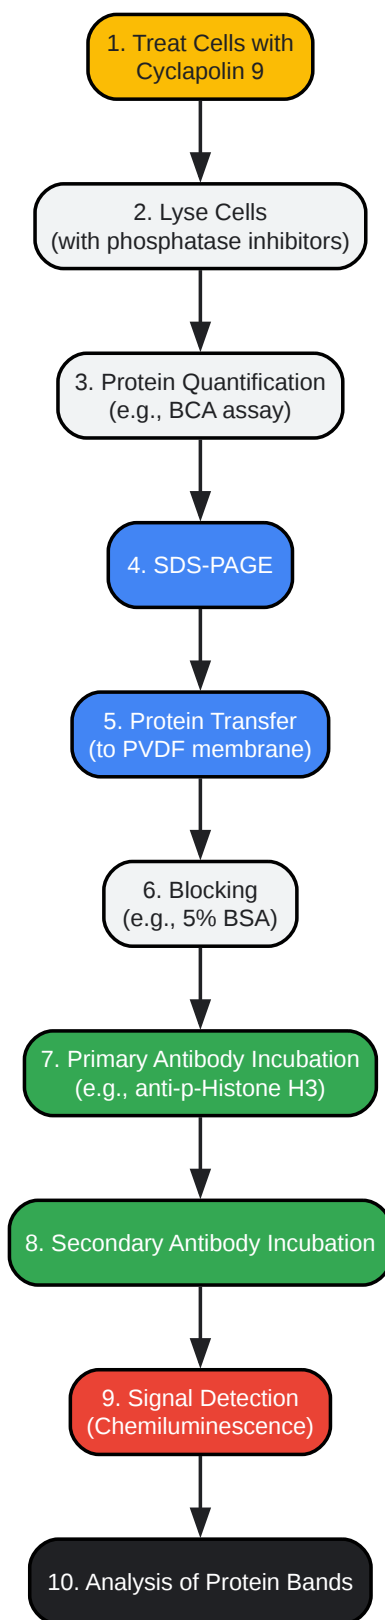 1. Treat Cells with
Cyclapolin 9
2. Lyse Cells
(with phosphatase inhibitors)
3. Protein Quantification
(e.g., BCA assay)
4. SDS-PAGE
5. Protein Transfer
(to PVDF membrane)
6. Blocking
(e.g., 5% BSA)
7. Primary Antibody Incubation
(e.g., anti-p-Histone H3)
8. Secondary Antibody Incubation
9. Signal Detection
(Chemiluminescence)
10. Analysis of Protein Bands